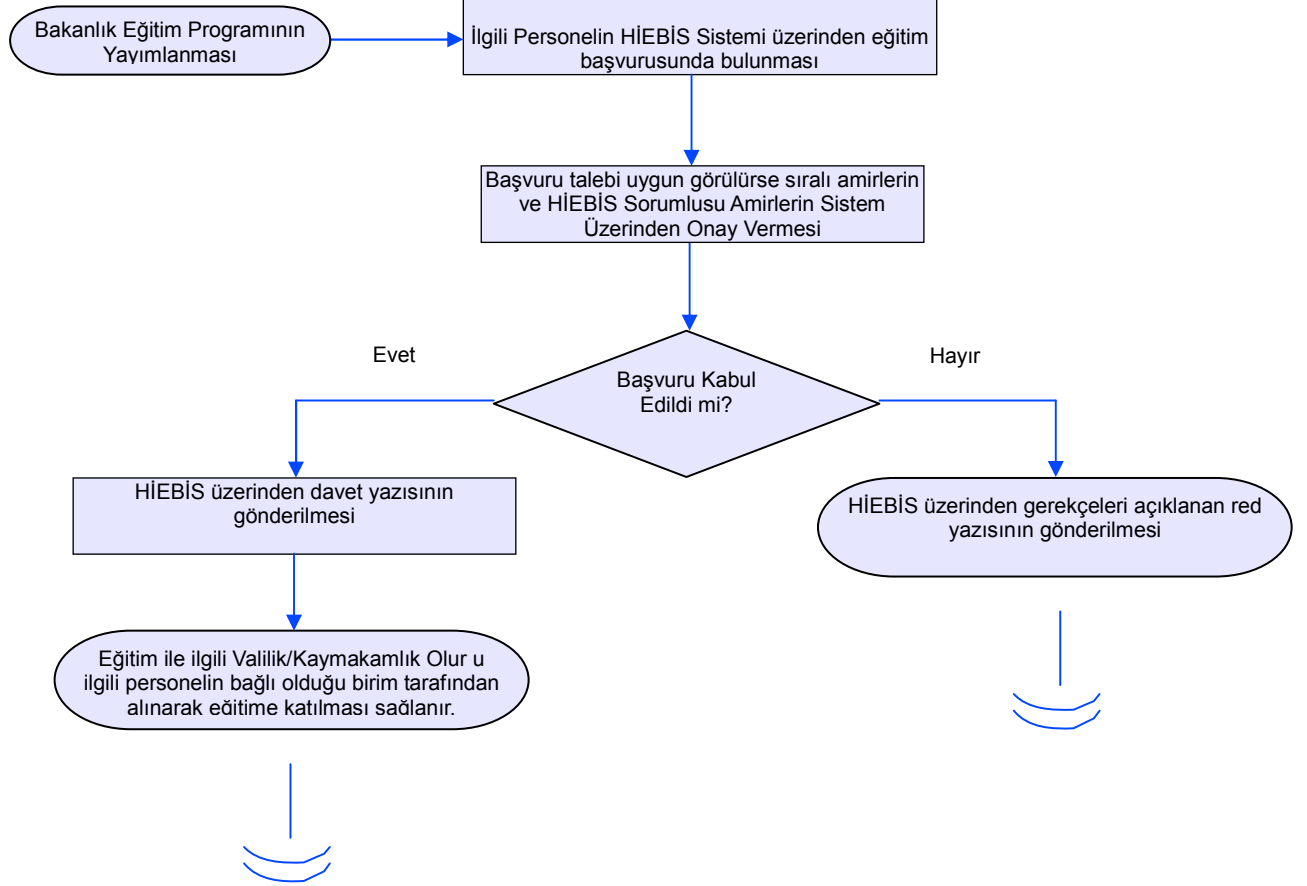 Bakanlık Eğitim Programının
Yayımlanması
İlgili Personelin HİEBİS Sistemi üzerinden eğitim
başvurusunda bulunması
Başvuru talebi uygun görülürse sıralı amirlerin
ve HİEBİS Sorumlusu Amirlerin Sistem
Üzerinden Onay Vermesi
Evet
Hayır
Başvuru Kabul
Edildi mi?
HİEBİS üzerinden davet yazısının
gönderilmesi
HİEBİS üzerinden gerekçeleri açıklanan red
yazısının gönderilmesi
Eğitim ile ilgili Valilik/Kaymakamlık Olur u
ilgili personelin bağlı olduğu birim tarafından
alınarak eğitime katılması sağlanır.